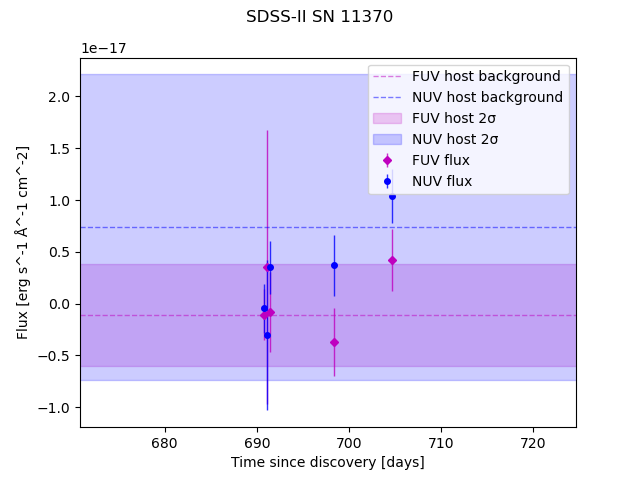 SDSS-II SN 11370
1e−17
FUV host background
NUV host background
FUV host 2σ
NUV host 2σ
FUV flux
NUV flux
2.0
1.5
1.0
0.5
0.0
−0.5
−1.0
Flux [erg s^-1 Å^-1 cm^-2]
680
690
700
710
720
Time since discovery [days]